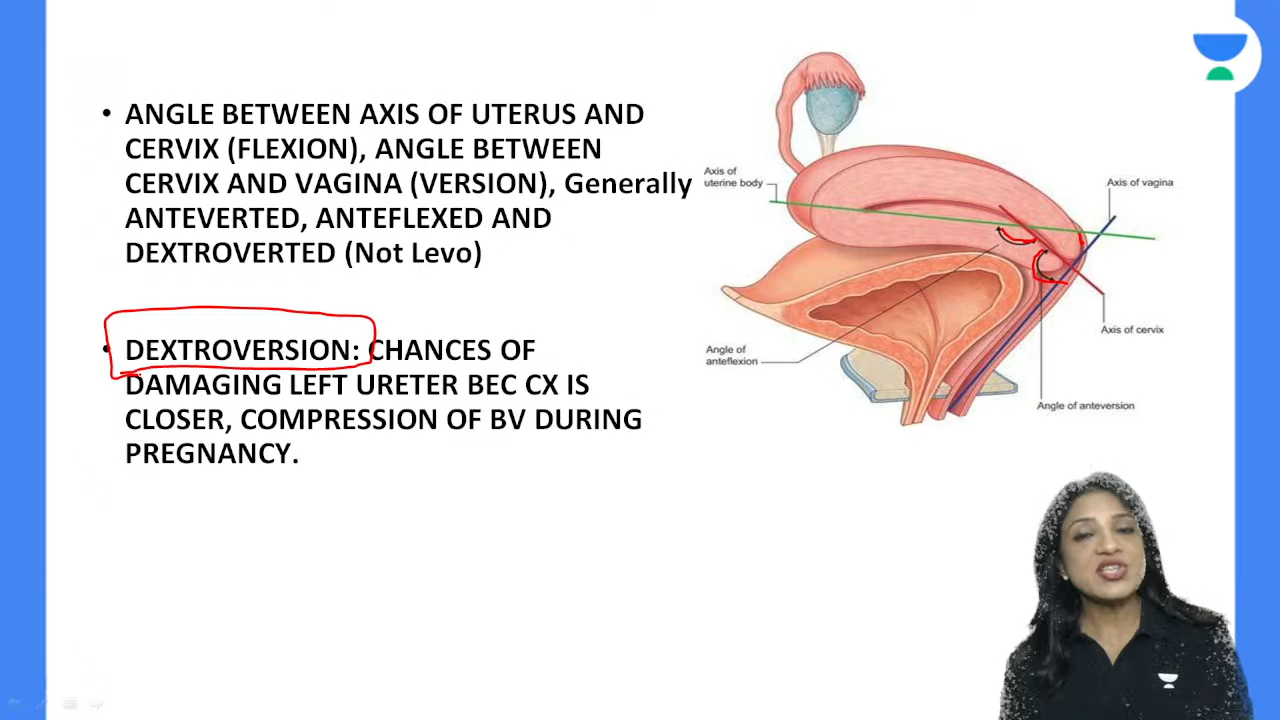 • ANGLE BETWEEN AXIS OF UTERUS AND
CERVIX (FLEXION), ANGLE BETWEEN
CERVIX AND VAGINA (VERSION), Generally
ANTEVERTED, ANTEFLEXED AND
DEXTROVERTED (Not Levo)
• DEXTROVERSION: CHANCES OF
DAMAGING LEFT URETER BEC CX IS
CLOSER, COMPRESSION OF BV DURING
PREGNANCY.
Axis of
uterine body
Axis of vagina
Axis of cervix
Angle of
anteflexion
Angle of anteversion